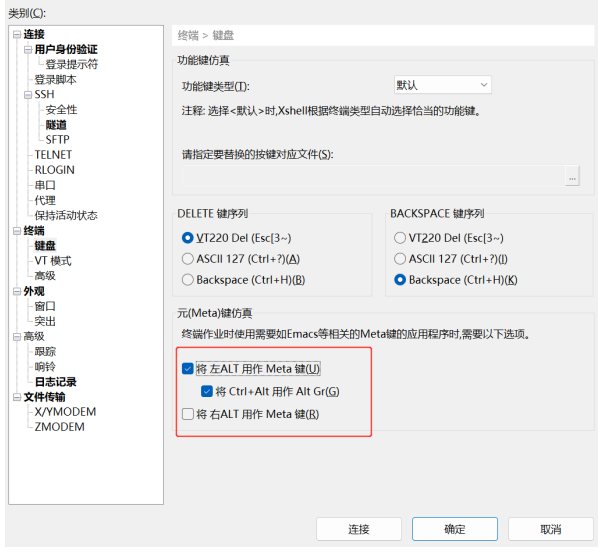 类别(C):
连接
用户身份验证
登录提示符
登录脚本
SSH
安全性
隧道
SFTP
TELNET
RLOGIN
串口
代理
保持活动状态
终端
键盘
VT 模式
高级
外观
窗口
突出
高级
跟踪
响铃
日志记录
文件传输
X/YMODEM
ZMODEM
终端 > 键盘
功能键仿真
功能键类型(T):
默认
注释: 选择<默认>时,Xshell根据终端类型自动选择恰当的功能键。
请指定要替换的按键对应文件(S):
...
DELETE 键序列
VT220 Del (Esc[3~)
ASCII 127 (Ctrl+?)(A)
Backspace (Ctrl+H)(B)
BACKSPACE 键序列
VT220 Del (Esc[3~)
ASCII 127 (Ctrl+?)(I)
Backspace (Ctrl+H)(K)
元(Meta)键仿真
终端作业时使用需要如Emacs等相关的Meta键的应用程序时,需要以下选项。
将 左ALT 用作 Meta 键(U)
将 Ctrl+Alt 用作 Alt Gr(G)
将 右ALT 用作 Meta 键(R)
连接
确定
取消